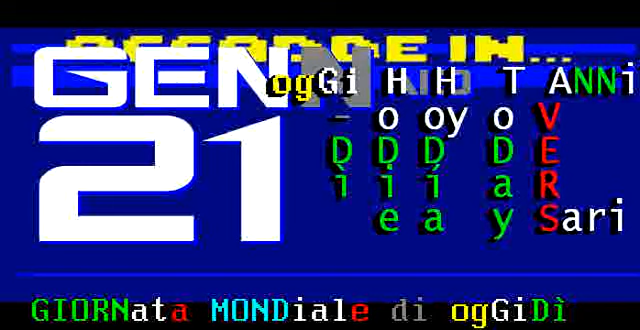 ACCADDE IN...
GENN
21
ogGi H H T ANNi
- o oy o V
D D D D E
ì i í a R
e a y Sari
GIORNata MONDiale di ogGiDì